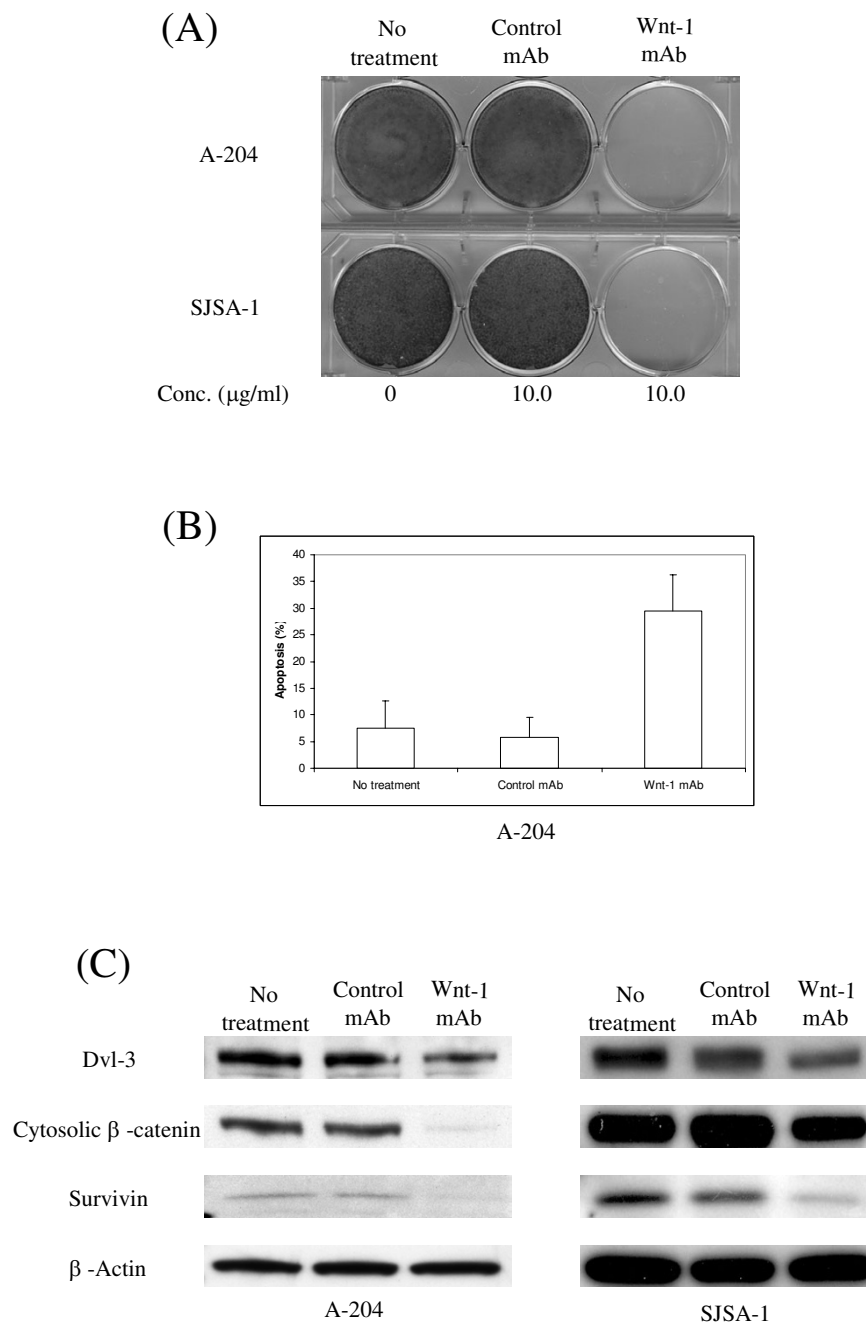 (A)
No treatment
Control mAb
Wnt-1 mAb
A-204
SJSA-1
Conc. (µg/ml) 0 10.0 10.0
(B)
40
35
30
25
20
15
10
5
0
Apoptosis (%)
No treatment Control mAb Wnt-1 mAb
A-204
(C)
No treatment
Control mAb
Wnt-1 mAb
No treatment
Control mAb
Wnt-1 mAb
Dvl-3
Cytosolic β -catenin
Survivin
β -Actin
A-204
SJSA-1